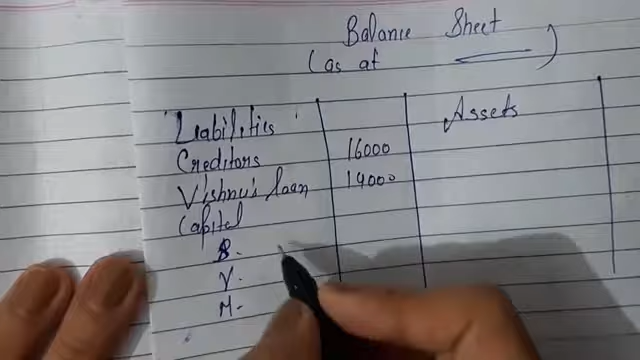 Balance Sheet
(as at ———)
Liabilities Assets
Creditors 16000
Vishnu's Loan 14000
Capital
S.
V.
M.